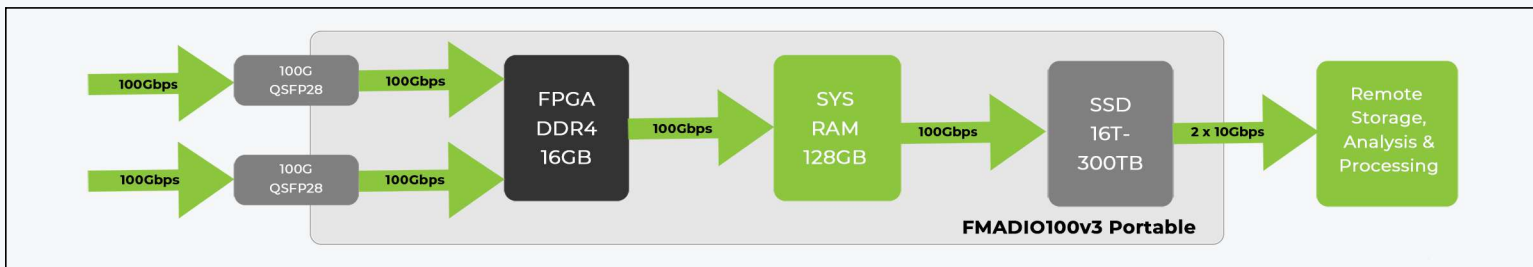 100Gbps
100G
QSFP28
100Gbps
100Gbps
100G
QSFP28
100Gbps
FPGA
DDR4
16GB
100Gbps
SYS
RAM
128GB
100Gbps
SSD
16T-
300TB
2 x 10Gbps
Remote
Storage,
Analysis &
Processing
FMADIO100v3 Portable